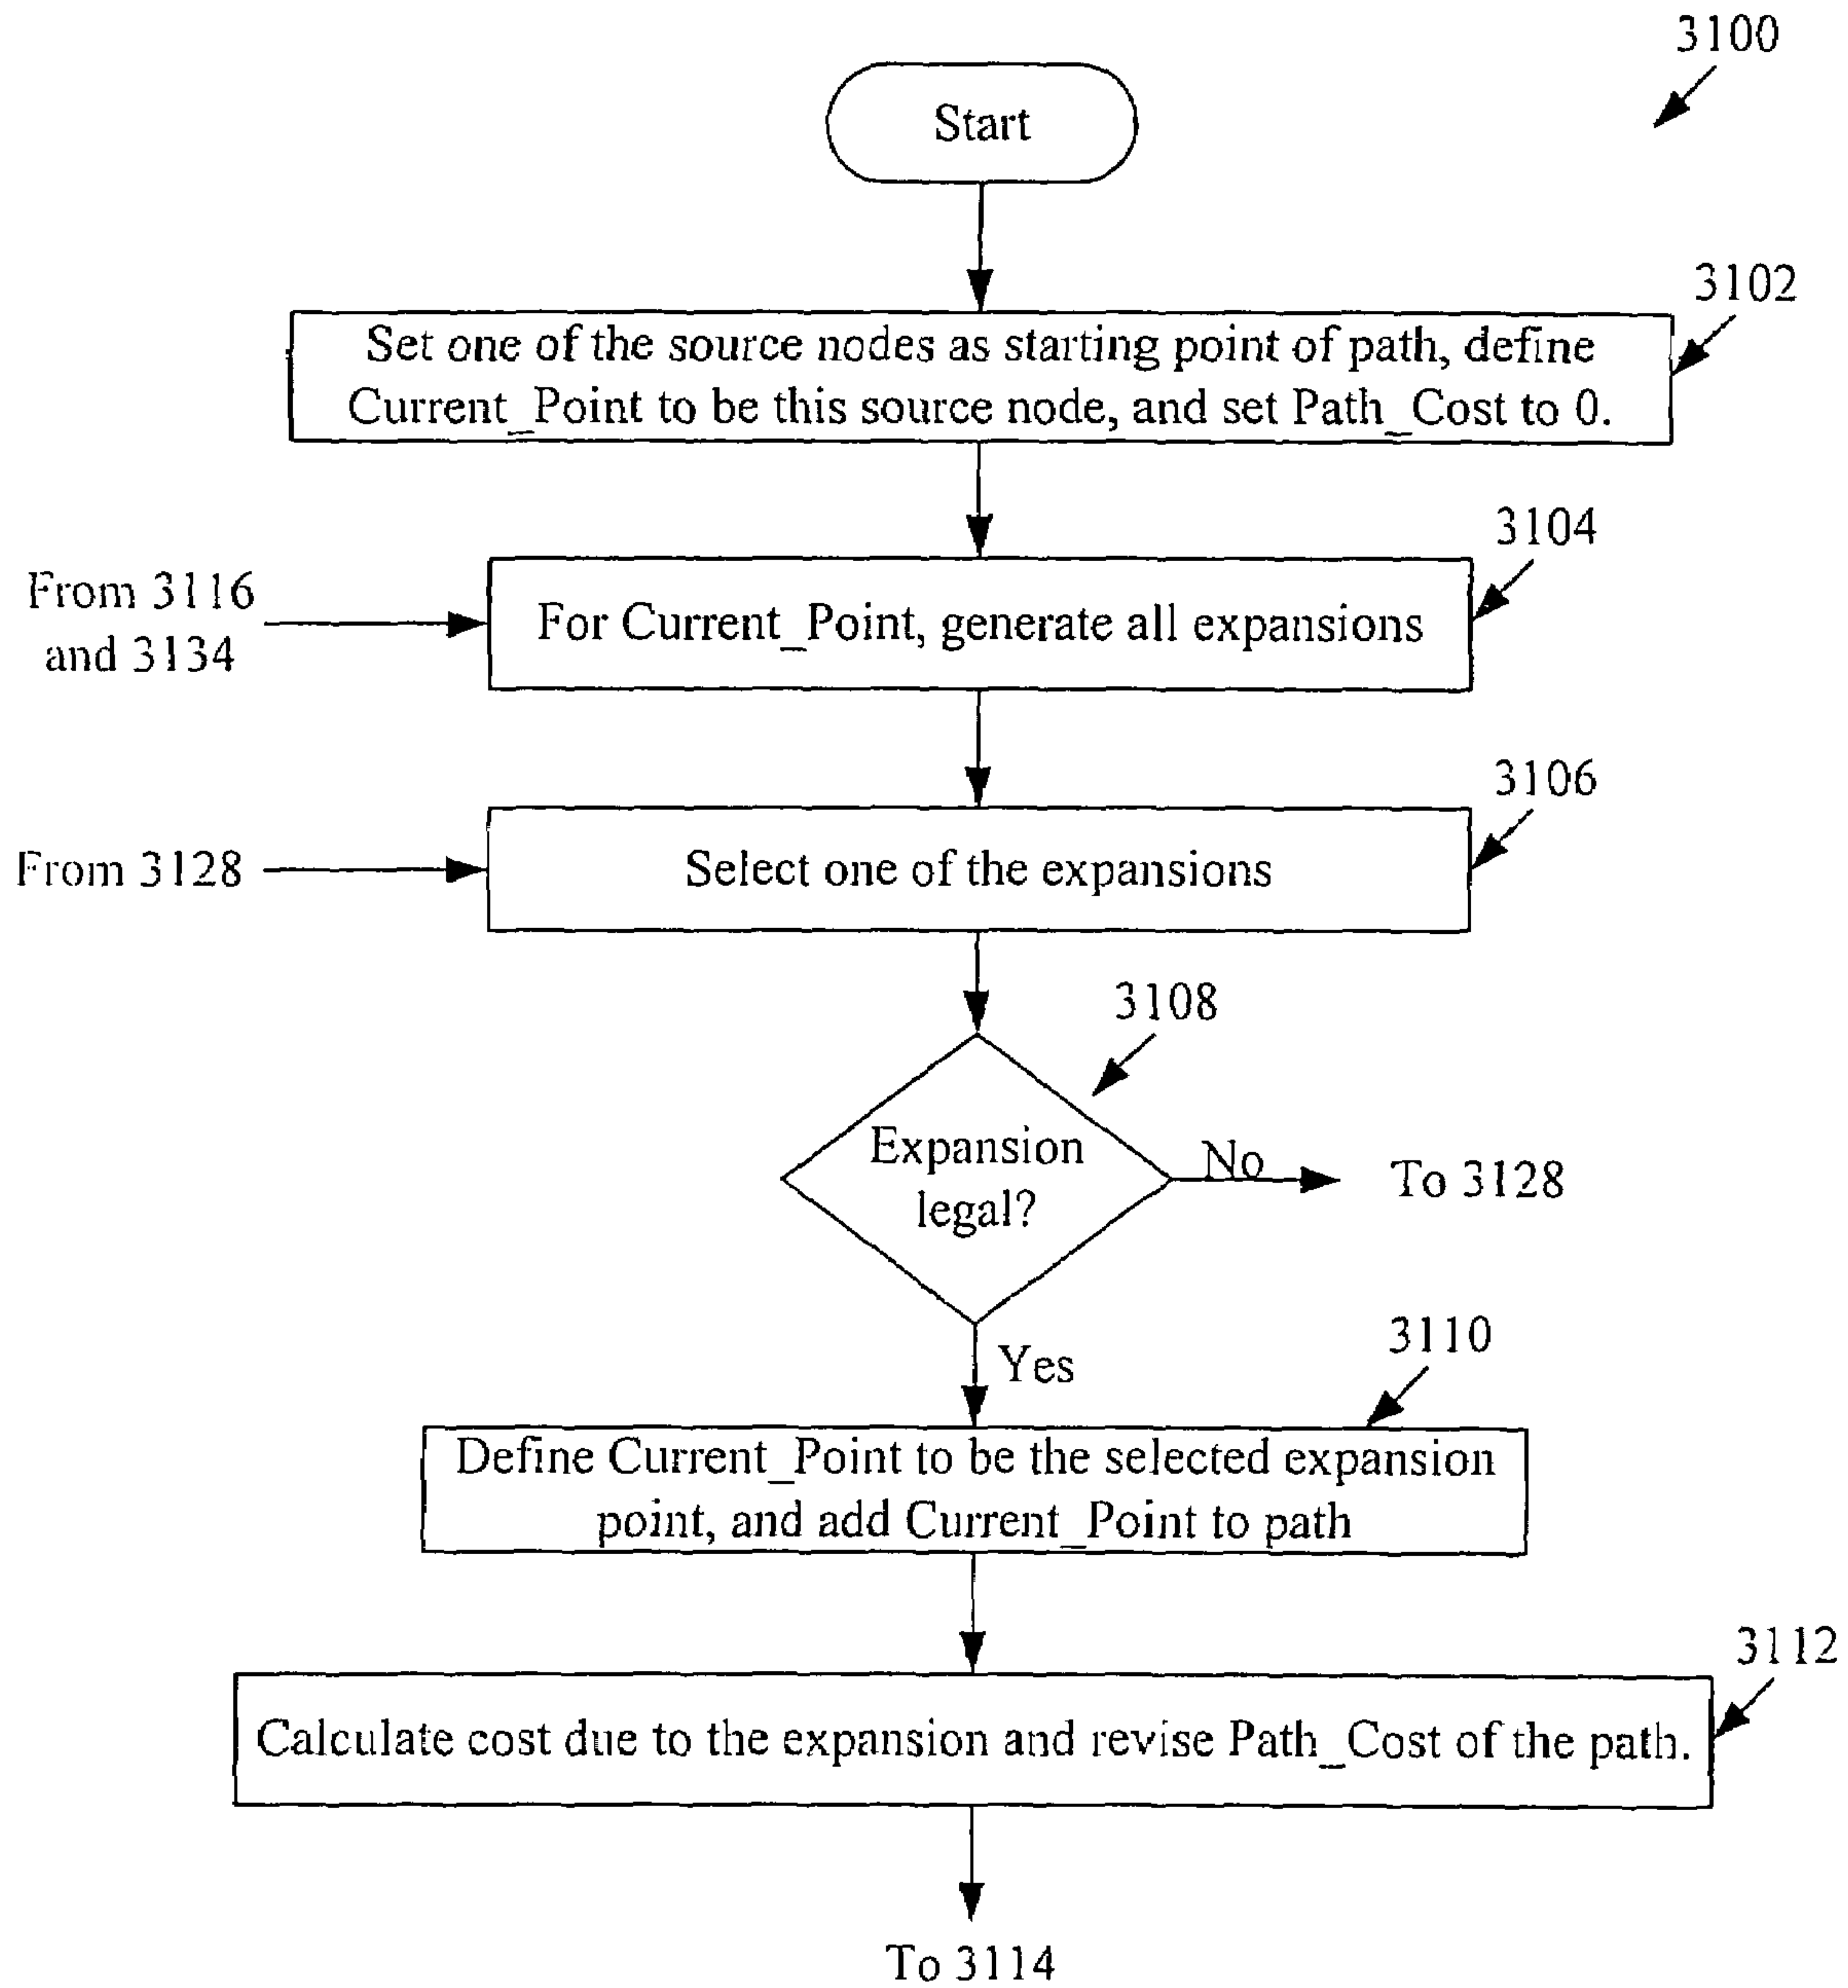 3100
Start
3102
Set one of the source nodes as starting point of path, define
Current_Point to be this source node, and set Path_Cost to 0.
3104
From 3116
and 3134
For Current_Point, generate all expansions
3106
From 3128
Select one of the expansions
3108
Expansion
legal?
No
To 3128
Yes
3110
Define Current_Point to be the selected expansion
point, and add Current_Point to path
3112
Calculate cost due to the expansion and revise Path_Cost of the path.
To 3114